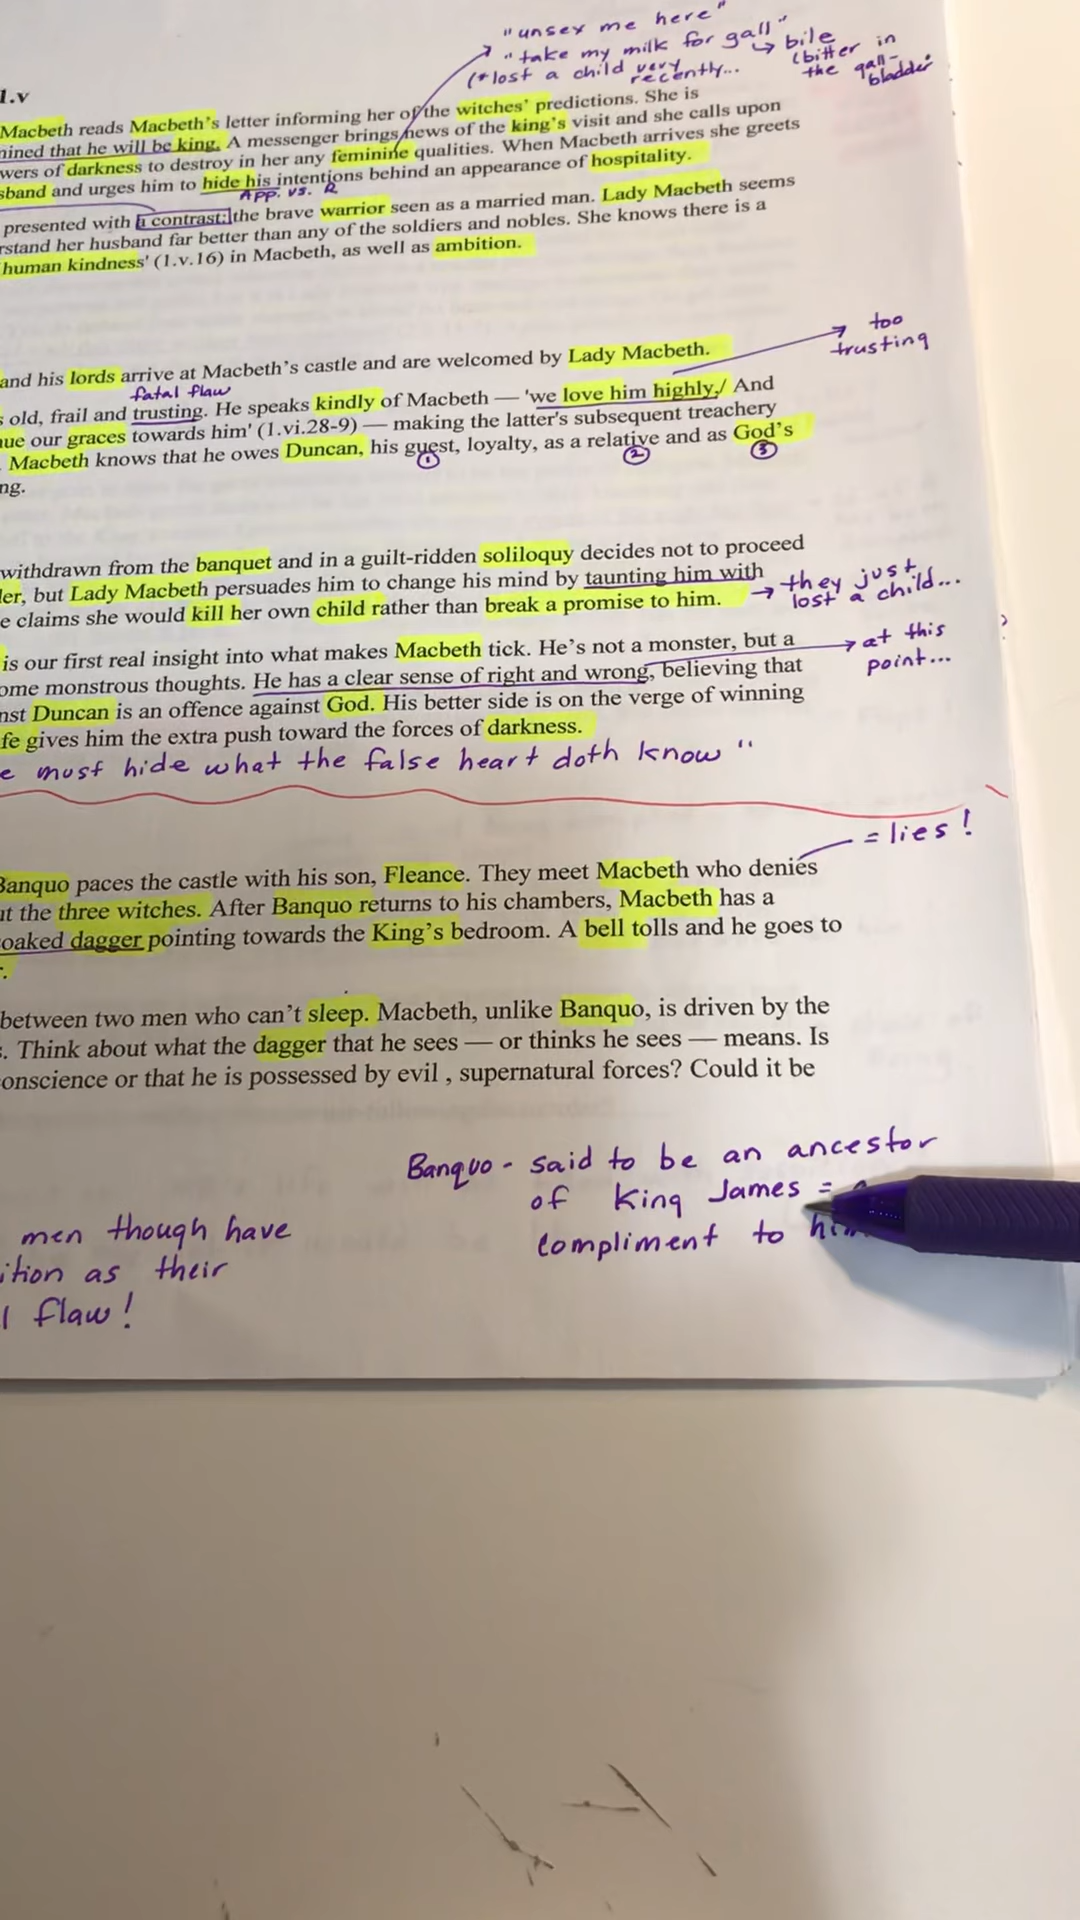 "unsex me here"
"take my milk for gall"
→ bile
(*lost a child very
recently...
(bitter in
the gall-
bladder
1.v
Macbeth reads Macbeth's letter informing her of the witches' predictions. She is
mined that he will be king. A messenger brings news of the king's visit and she calls upon
wers of darkness to destroy in her any feminine qualities. When Macbeth arrives she greets
sband and urges him to hide his intentions behind an appearance of hospitality.
App. vs. R
presented with a contrast: the brave warrior seen as a married man. Lady Macbeth seems
rstand her husband far better than any of the soldiers and nobles. She knows there is a
human kindness' (1.v.16) in Macbeth, as well as ambition.
too
trusting
and his lords arrive at Macbeth's castle and are welcomed by Lady Macbeth.
fatal flaw
s old, frail and trusting. He speaks kindly of Macbeth — 'we love him highly,/ And
nue our graces towards him' (1.vi.28-9) — making the latter's subsequent treachery
. Macbeth knows that he owes Duncan, his guest, loyalty, as a relative and as God's
1 2 3
ng.
withdrawn from the banquet and in a guilt-ridden soliloquy decides not to proceed
der, but Lady Macbeth persuades him to change his mind by taunting him with
e claims she would kill her own child rather than break a promise to him.
→ they just
lost a child...
is our first real insight into what makes Macbeth tick. He's not a monster, but a
→ at this
point...
ome monstrous thoughts. He has a clear sense of right and wrong, believing that
nst Duncan is an offence against God. His better side is on the verge of winning
fe gives him the extra push toward the forces of darkness.
e must hide what the false heart doth know"
= lies!
Banquo paces the castle with his son, Fleance. They meet Macbeth who denies
ut the three witches. After Banquo returns to his chambers, Macbeth has a
oaked dagger pointing towards the King's bedroom. A bell tolls and he goes to
r.
between two men who can't sleep. Macbeth, unlike Banquo, is driven by the
s. Think about what the dagger that he sees — or thinks he sees — means. Is
onscience or that he is possessed by evil , supernatural forces? Could it be
Banquo - said to be an ancestor
of King James =
compliment to
men though have
ition as their
l flaw!